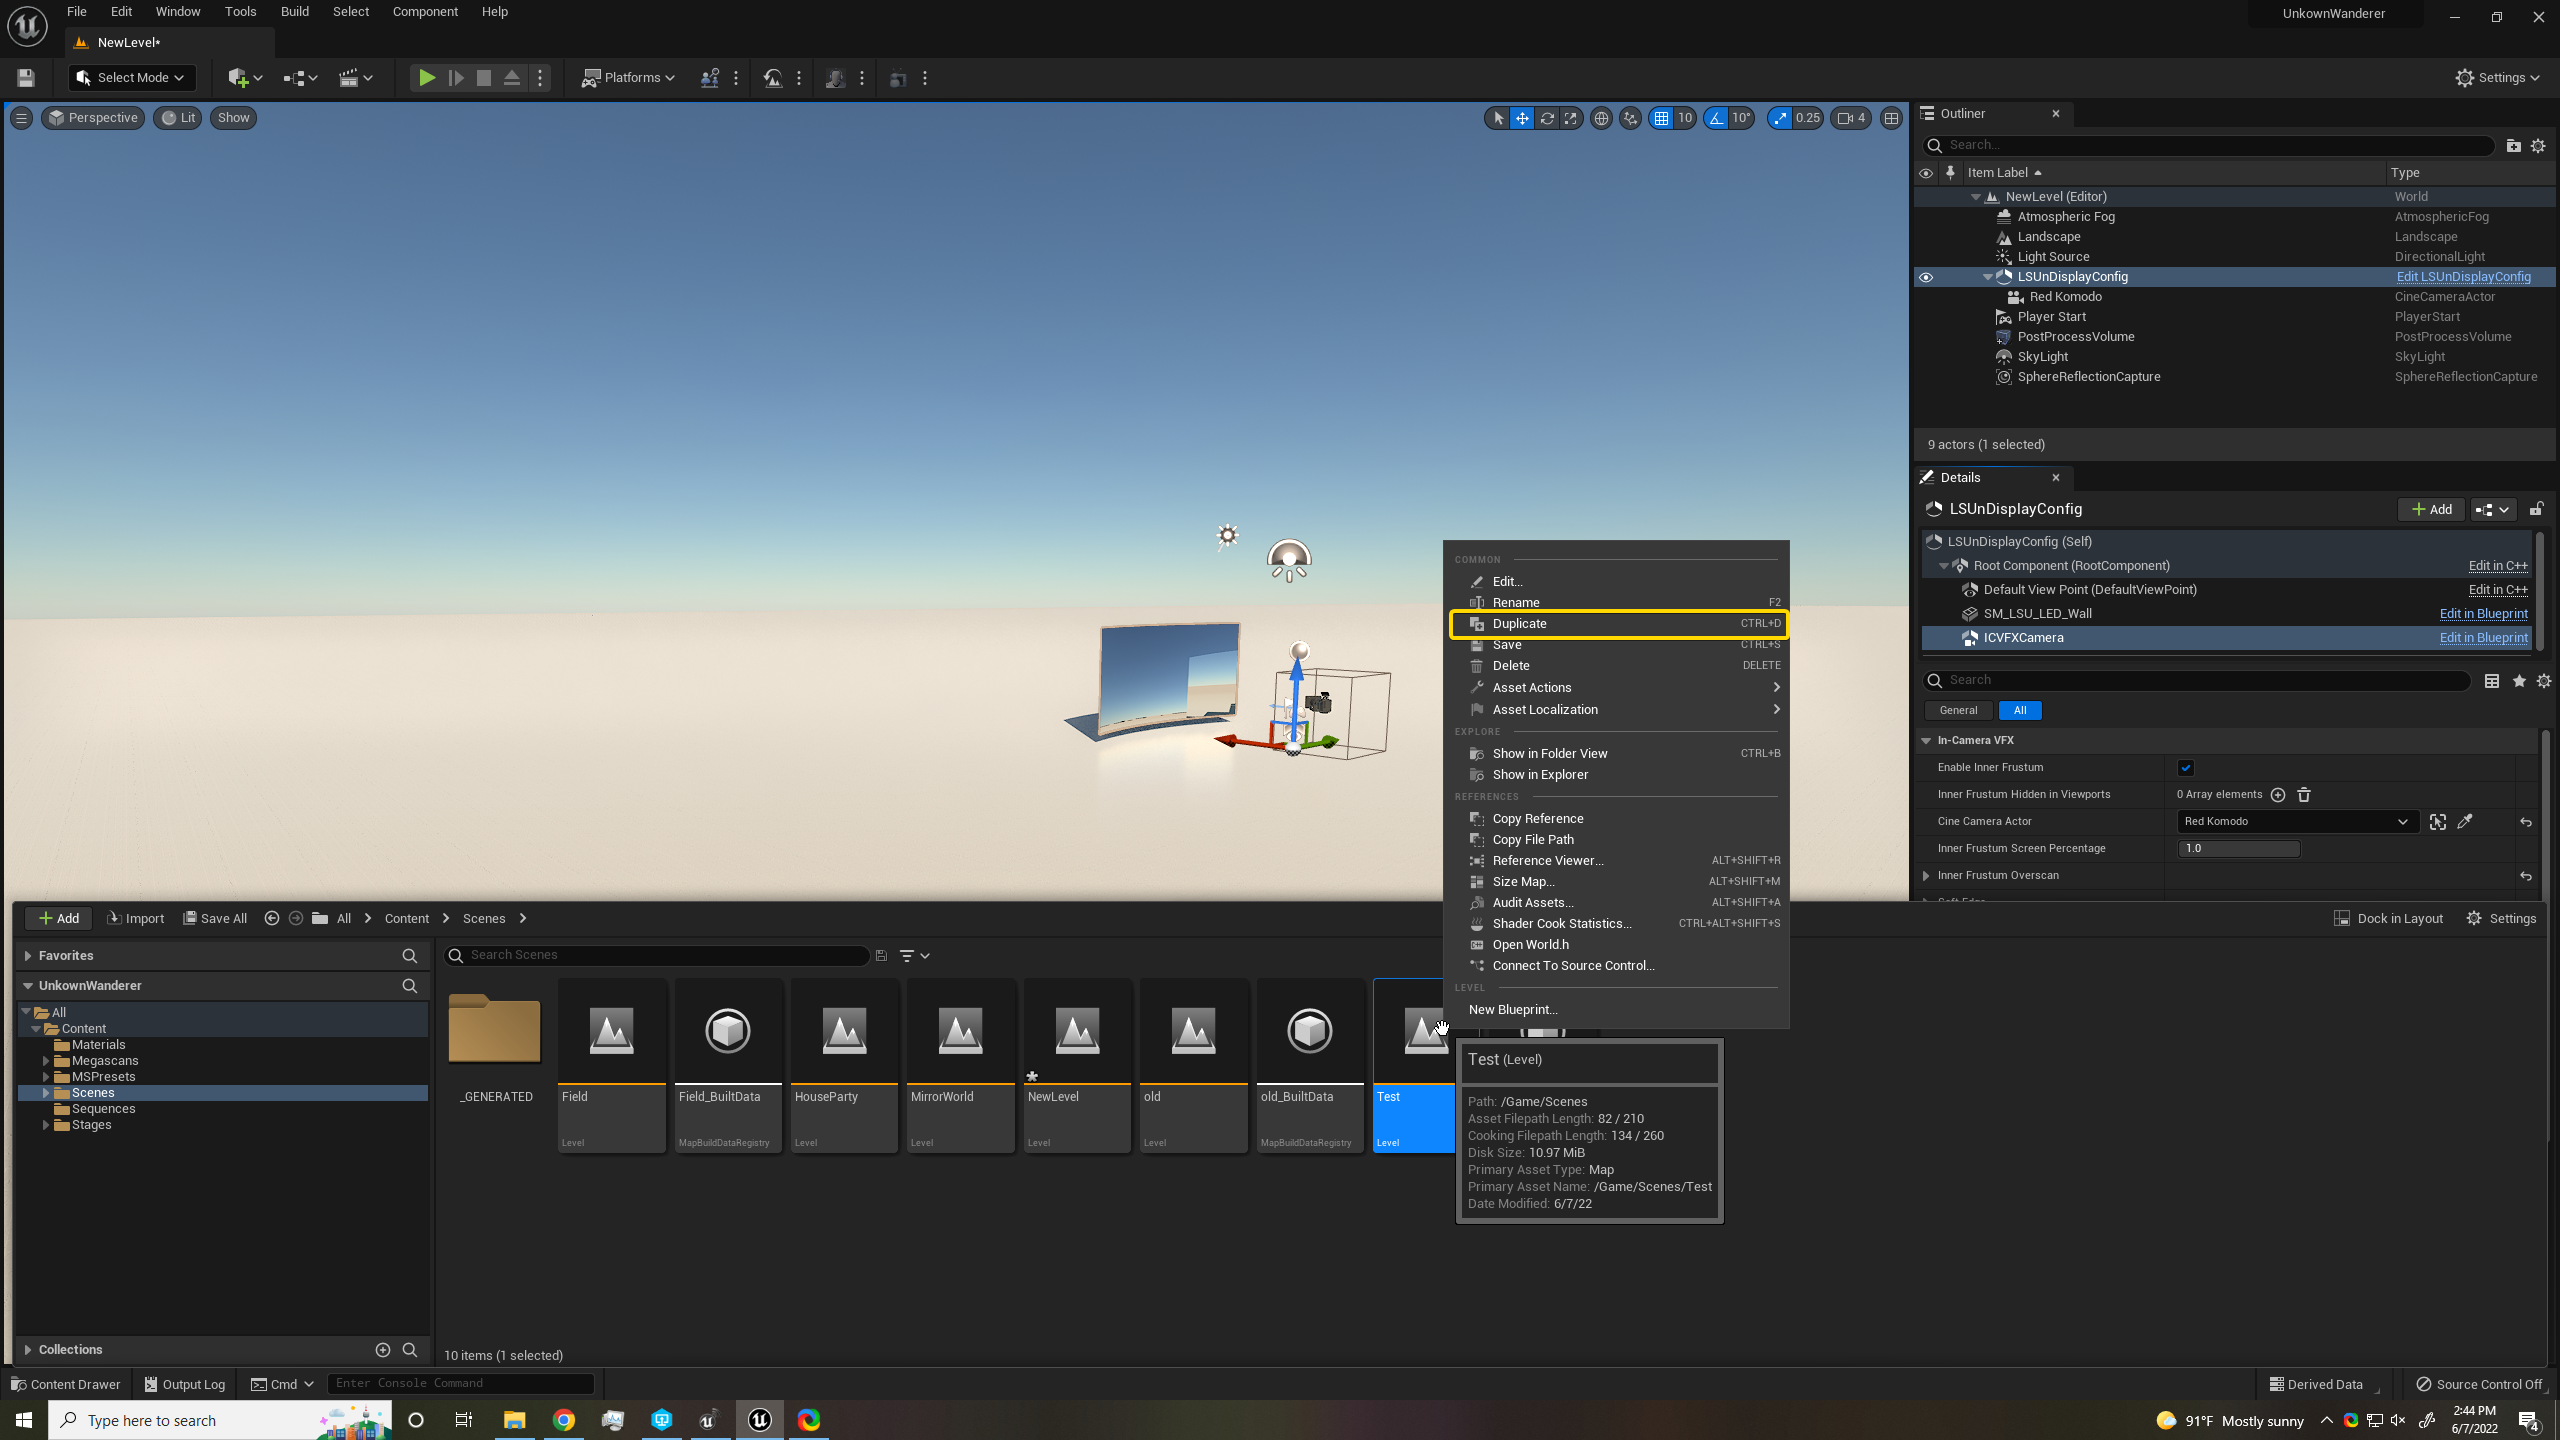 File Edit Window Tools Build Select Component Help
UnkownWanderer
NewLevel*
Select Mode
Platforms
Settings
Perspective Lit Show
10 10° 0.25 4
Outliner
Search...
Item Label Type
NewLevel (Editor) World
Atmospheric Fog AtmosphericFog
Landscape Landscape
Light Source DirectionalLight
LSUnDisplayConfig Edit LSUnDisplayConfig
Red Komodo CineCameraActor
Player Start PlayerStart
PostProcessVolume PostProcessVolume
SkyLight SkyLight
SphereReflectionCapture SphereReflectionCapture
9 actors (1 selected)
Details
LSUnDisplayConfig
Add
LSUnDisplayConfig (Self)
Root Component (RootComponent) Edit in C++
Default View Point (DefaultViewPoint) Edit in C++
SM_LSU_LED_Wall Edit in Blueprint
ICVFXCamera Edit in Blueprint
Search
General All
In-Camera VFX
Enable Inner Frustum
Inner Frustum Hidden in Viewports 0 Array elements
Cine Camera Actor Red Komodo
Inner Frustum Screen Percentage 1.0
Inner Frustum Overscan
COMMON
Edit...
Rename F2
Duplicate CTRL+D
Save CTRL+S
Delete DELETE
Asset Actions
Asset Localization
EXPLORE
Show in Folder View CTRL+B
Show in Explorer
REFERENCES
Copy Reference
Copy File Path
Reference Viewer... ALT+SHIFT+R
Size Map... ALT+SHIFT+M
Audit Assets... ALT+SHIFT+A
Shader Cook Statistics... CTRL+ALT+SHIFT+S
Open World.h
Connect To Source Control...
LEVEL
New Blueprint...
Add Import Save All All Content Scenes
Dock in Layout Settings
Favorites
UnkownWanderer
All
Content
Materials
Megascans
MSPresets
Scenes
Sequences
Stages
Collections
Search Scenes
_GENERATED
Field
Level
Field_BuiltData
MapBuildDataRegistry
HouseParty
Level
MirrorWorld
Level
NewLevel
Level
old
Level
old_BuiltData
MapBuildDataRegistry
Test
Level
Test (Level)
Path: /Game/Scenes
Asset Filepath Length: 82 / 210
Cooking Filepath Length: 134 / 260
Disk Size: 10.97 MiB
Primary Asset Type: Map
Primary Asset Name: /Game/Scenes/Test
Date Modified: 6/7/22
10 items (1 selected)
Content Drawer Output Log Cmd Enter Console Command
Derived Data Source Control Off
Type here to search
91°F Mostly sunny
2:44 PM
6/7/2022
4